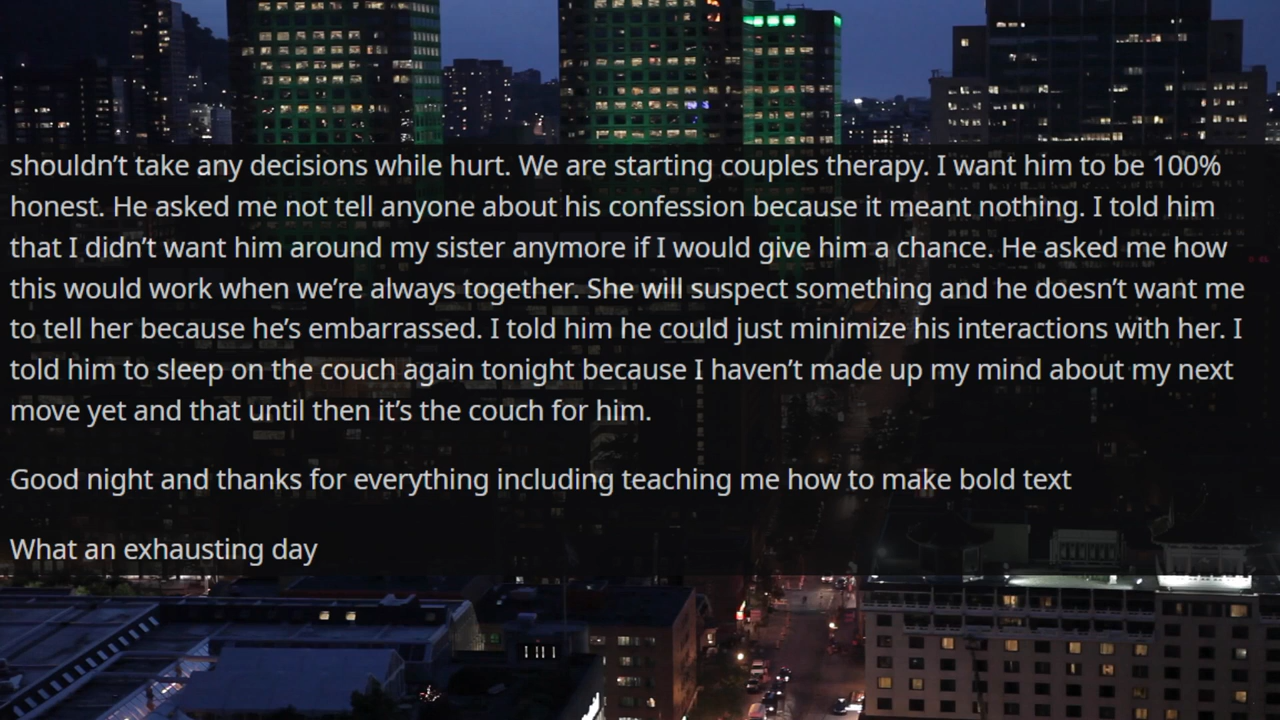 shouldn’t take any decisions while hurt. We are starting couples therapy. I want him to be 100%
honest. He asked me not tell anyone about his confession because it meant nothing. I told him
that I didn’t want him around my sister anymore if I would give him a chance. He asked me how
this would work when we’re always together. She will suspect something and he doesn’t want me
to tell her because he’s embarrassed. I told him he could just minimize his interactions with her. I
told him to sleep on the couch again tonight because I haven’t made up my mind about my next
move yet and that until then it’s the couch for him.
Good night and thanks for everything including teaching me how to make bold text
What an exhausting day